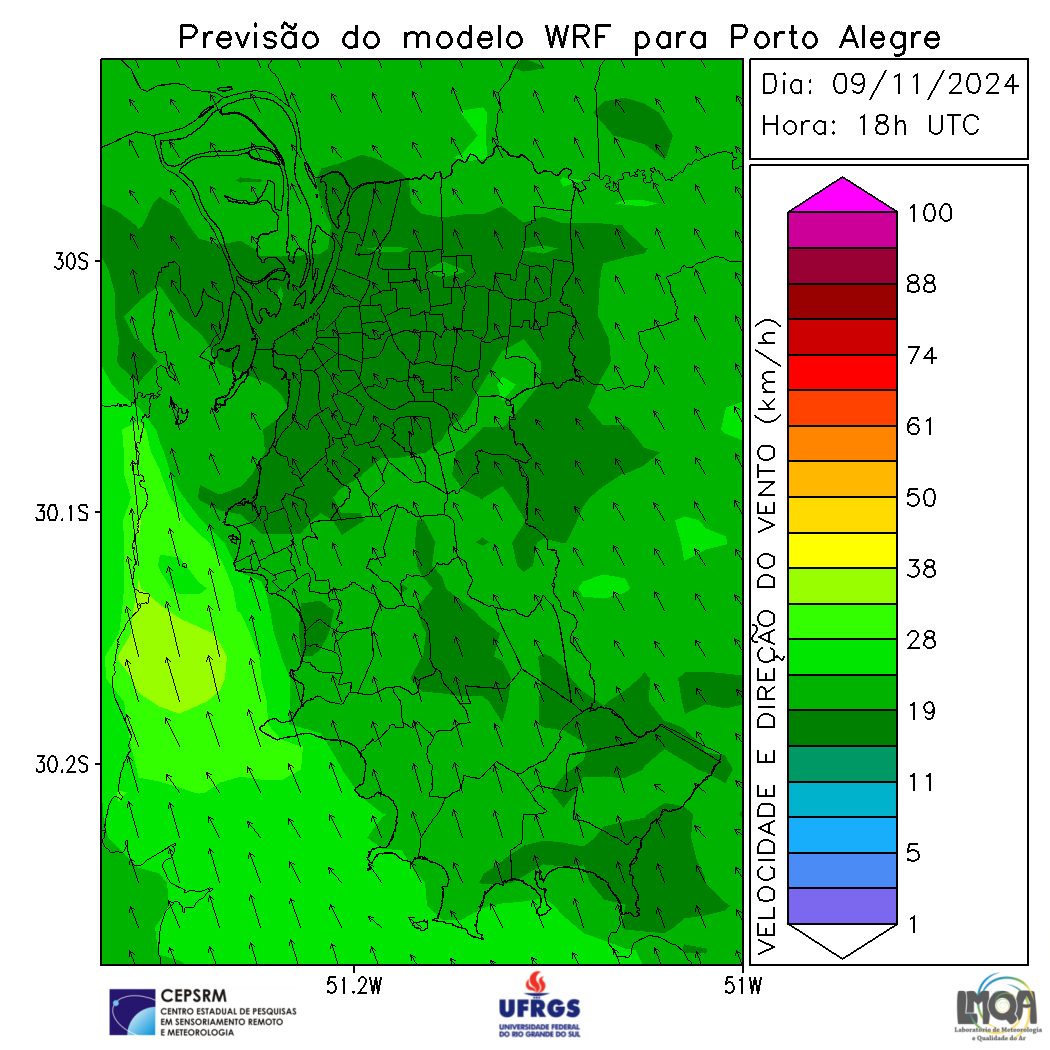 Previsão do modelo WRF para Porto Alegre
Dia: 09/11/2024
Hora: 18h UTC
30S
30.1S
30.2S
51.2W
51W
VELOCIDADE E DIREÇÃO DO VENTO (km/h)
100
88
74
61
50
38
28
19
11
5
1
CEPSRM
CENTRO ESTADUAL DE PESQUISAS
EM SENSORIAMENTO REMOTO
E METEOROLOGIA
UFRGS
UNIVERSIDADE FEDERAL
DO RIO GRANDE DO SUL
LMQA
Laboratório de Meteorologia
e Qualidade do Ar